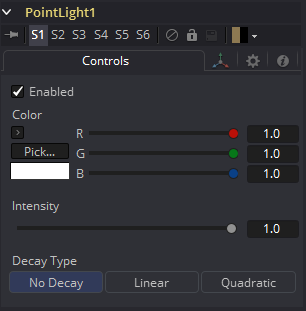 PointLight1
S1 S2 S3 S4 S5 S6
Controls
Enabled
Color
R 1.0
Pick... G 1.0
B 1.0
Intensity
1.0
Decay Type
No Decay Linear Quadratic